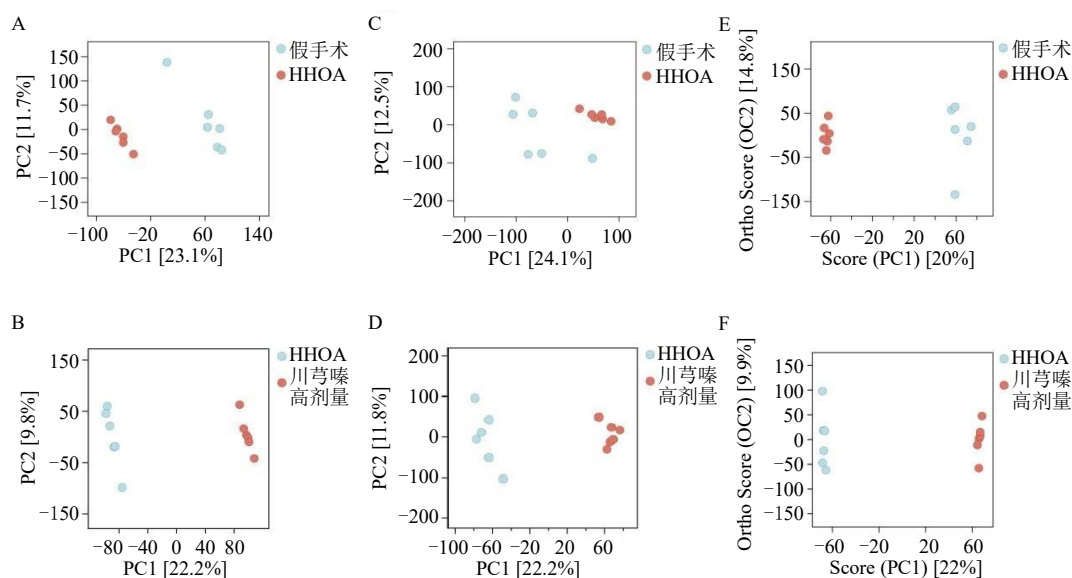 A
PC2 [11.7%]
150
100
50
0
−50
−100
−150
−100 −20 60 140
PC1 [23.1%]
假手术
HHOA
C
PC2 [12.5%]
200
100
0
−100
−200
−200 −100 0 100
PC1 [24.1%]
假手术
HHOA
E
Ortho Score (OC2) [14.8%]
150
50
−50
−150
−60 −20 20 60
Score (PC1) [20%]
假手术
HHOA
B
PC2 [9.8%]
150
50
−50
−150
−80 −40 0 40 80
PC1 [22.2%]
HHOA
川芎嗪
高剂量
D
PC2 [11.8%]
200
100
0
−100
−200
−100 −60 −20 20 60
PC1 [22.2%]
HHOA
川芎嗪
高剂量
F
Ortho Score (OC2) [9.9%]
150
100
50
0
−50
−100
−150
−60 −20 20 60
Score (PC1) [22%]
HHOA
川芎嗪
高剂量